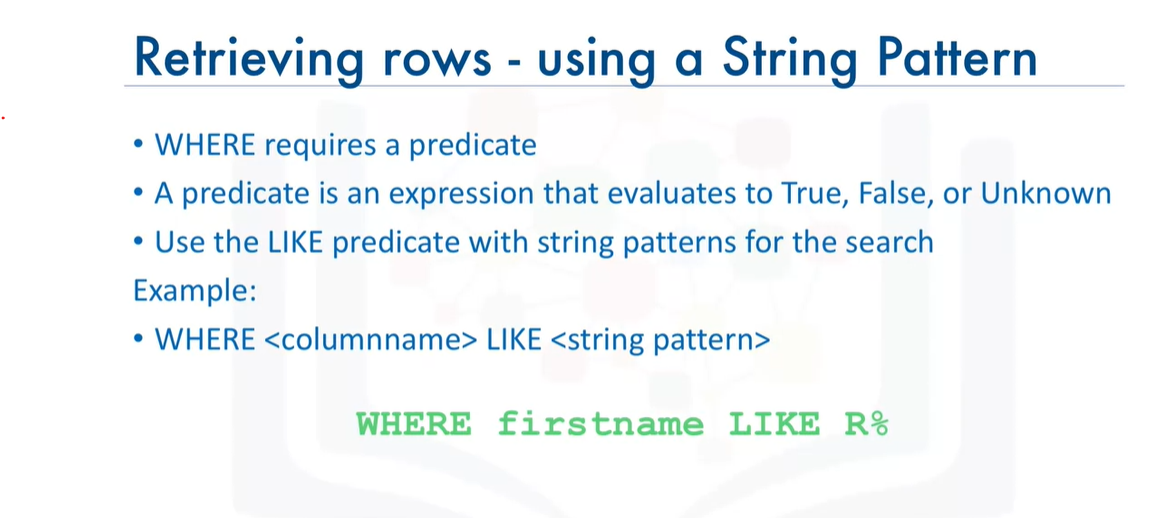 Retrieving rows - using a String Pattern
• WHERE requires a predicate
• A predicate is an expression that evaluates to True, False, or Unknown
• Use the LIKE predicate with string patterns for the search
Example:
• WHERE <columnname> LIKE <string pattern>
WHERE firstname LIKE R%